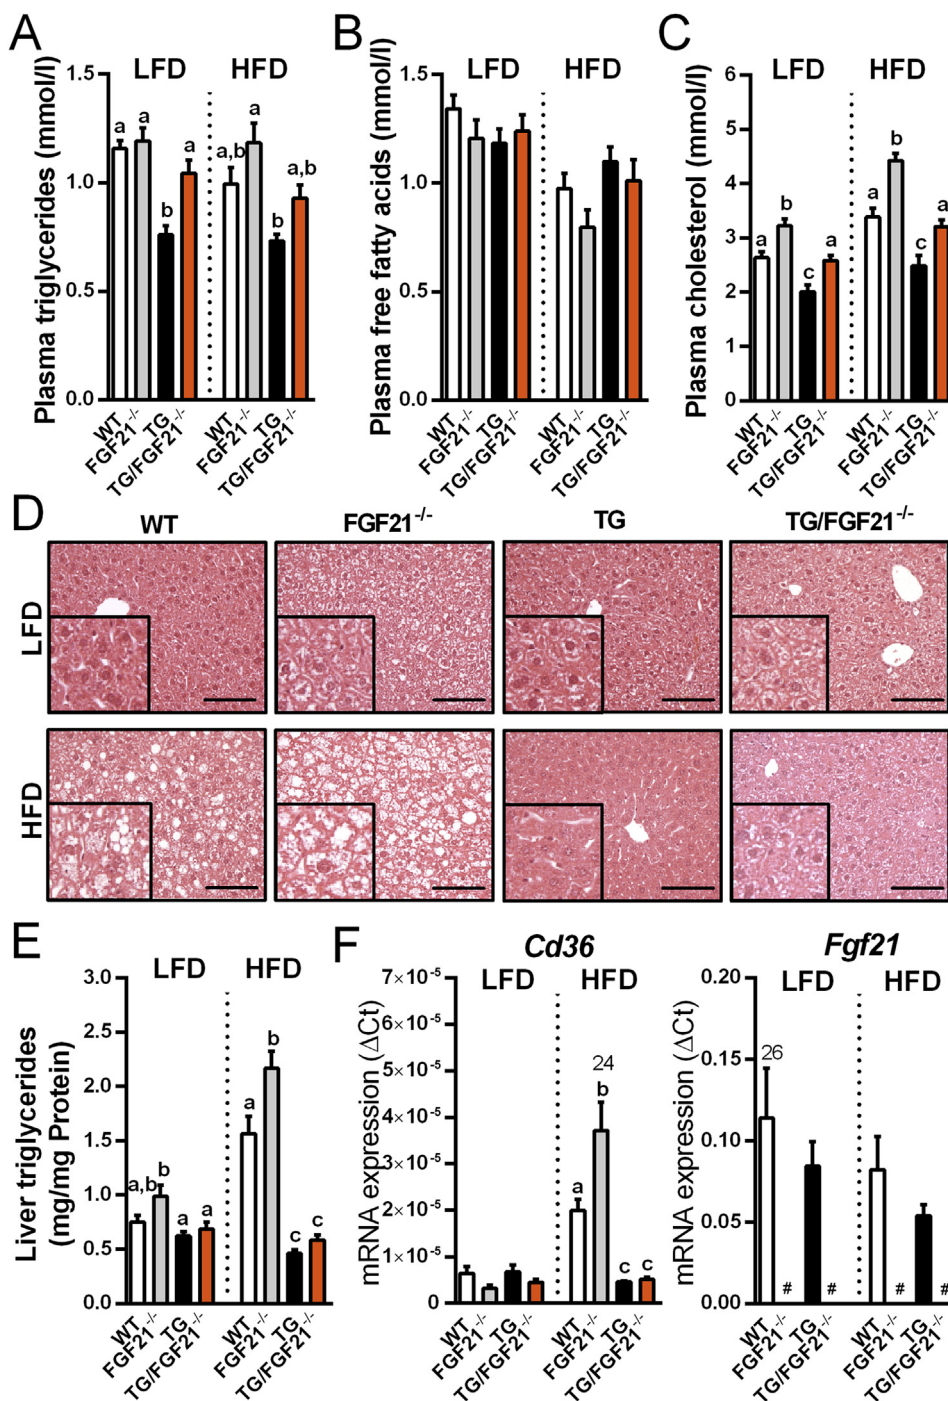 A
B
C
LFD
HFD
LFD
HFD
LFD
HFD
Plasma triglycerides (mmol/l)
1.5
1.0
0.5
0.0
a
a
b
a
a,b
a
b
a,b
WT
FGF21-/-
TG
TG/FGF21-/-
WT
FGF21-/-
TG
TG/FGF21-/-
Plasma free fatty acids (mmol/l)
1.5
1.0
0.5
0.0
WT
FGF21-/-
TG
TG/FGF21-/-
WT
FGF21-/-
TG
TG/FGF21-/-
Plasma cholesterol (mmol/l)
6
5
4
3
2
1
0
a
b
c
a
a
b
c
a
WT
FGF21-/-
TG
TG/FGF21-/-
WT
FGF21-/-
TG
TG/FGF21-/-
D
WT
FGF21-/-
TG
TG/FGF21-/-
LFD
HFD
E
LFD
HFD
Liver triglycerides
(mg/mg Protein)
3.0
2.5
2.0
1.5
1.0
0.5
0.0
a,b
b
a
a
a
b
c
c
WT
FGF21-/-
TG
TG/FGF21-/-
WT
FGF21-/-
TG
TG/FGF21-/-
F
Cd36
LFD
HFD
mRNA expression (ΔCt)
7×10-5
6×10-5
5×10-5
4×10-5
3×10-5
2×10-5
1×10-5
0
a
24
b
c
c
WT
FGF21-/-
TG
TG/FGF21-/-
WT
FGF21-/-
TG
TG/FGF21-/-
Fgf21
LFD
HFD
mRNA expression (ΔCt)
0.20
0.15
0.10
0.05
0.00
26
#
#
#
#
WT
FGF21-/-
TG
TG/FGF21-/-
WT
FGF21-/-
TG
TG/FGF21-/-